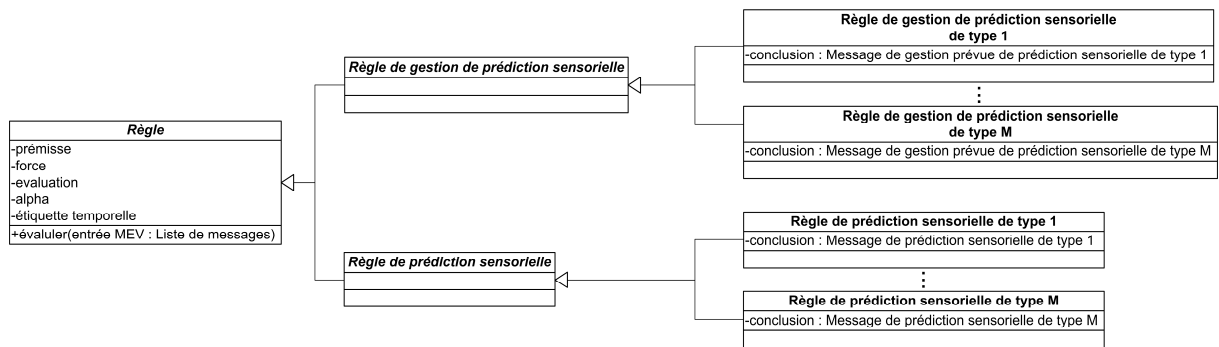 Règle
-prémisse
-force
-evaluation
-alpha
-étiquette temporelle
+évaluler(entrée MEV : Liste de messages)
Règle de gestion de prédiction sensorielle
Règle de prédiction sensorielle
Règle de gestion de prédiction sensorielle
de type 1
-conclusion : Message de gestion prévue de prédiction sensorielle de type 1
Règle de gestion de prédiction sensorielle
de type M
-conclusion : Message de gestion prévue de prédiction sensorielle de type M
Règle de prédiction sensorielle de type 1
-conclusion : Message de prédiction sensorielle de type 1
Règle de prédiction sensorielle de type M
-conclusion : Message de prédiction sensorielle de type M